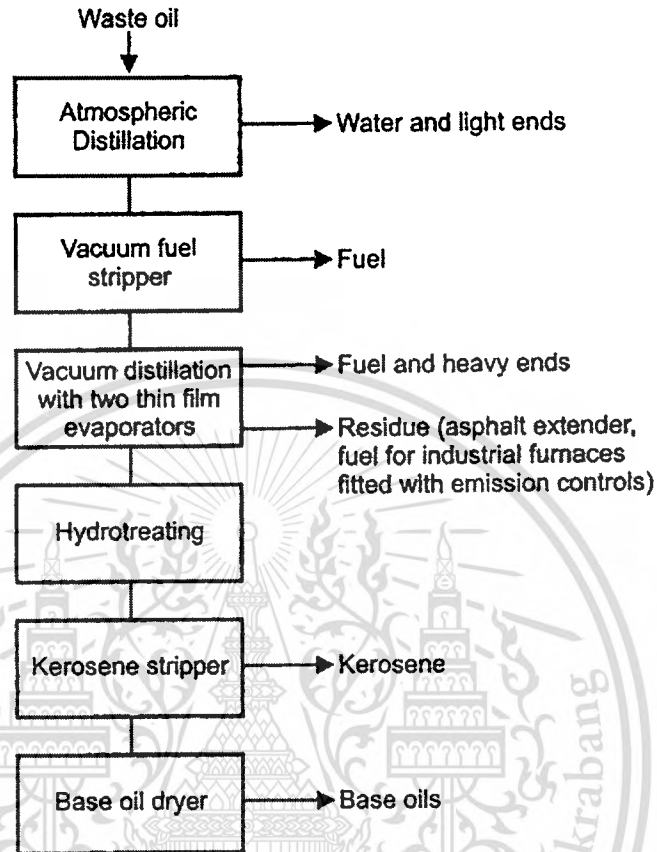 Waste oil
Atmospheric
Distillation
Water and light ends
Vacuum fuel
stripper
Fuel
Vacuum distillation
with two thin film
evaporators
Fuel and heavy ends
Residue (asphalt extender,
fuel for industrial furnaces
fitted with emission controls)
Hydrotreating
Kerosene stripper
Kerosene
Base oil dryer
Base oils
krabang